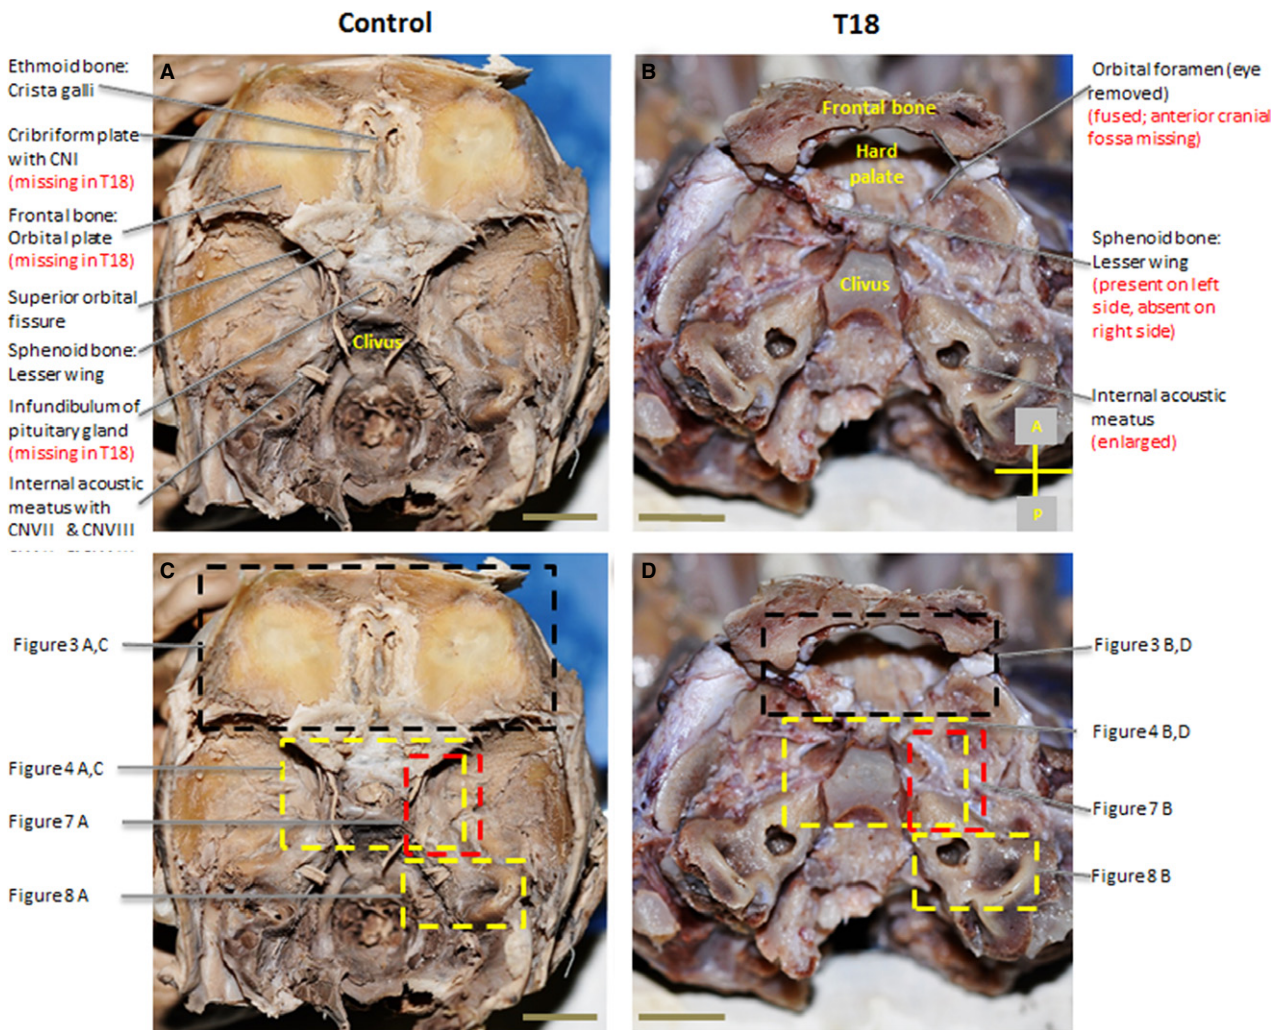 Control
T18
A
Ethmoid bone:
Crista galli
Cribriform plate
with CNI
(missing in T18)
Frontal bone:
Orbital plate
(missing in T18)
Superior orbital
fissure
Sphenoid bone:
Lesser wing
Infundibulum of
pituitary gland
(missing in T18)
Internal acoustic
meatus with
CNVII & CNVIII
Clivus
B
Frontal bone
Hard
palate
Clivus
Orbital foramen (eye
removed)
(fused; anterior cranial
fossa missing)
Sphenoid bone:
Lesser wing
(present on left
side, absent on
right side)
Internal acoustic
meatus
(enlarged)
A
P
C
Figure 3 A,C
Figure 4 A,C
Figure 7 A
Figure 8 A
D
Figure 3 B,D
Figure 4 B,D
Figure 7 B
Figure 8 B